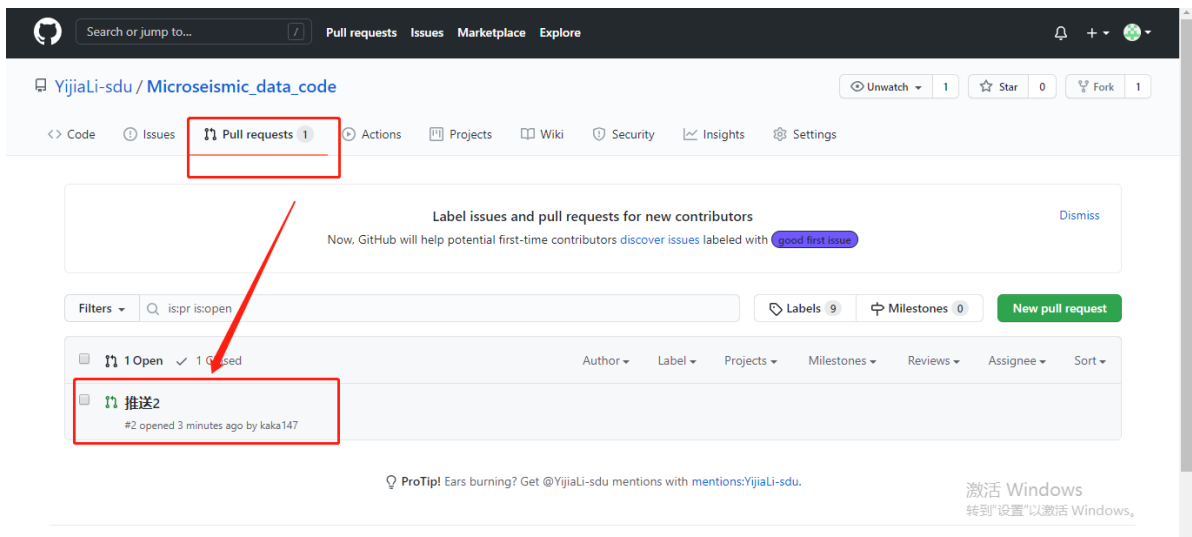 Search or jump to... / Pull requests Issues Marketplace Explore
YijiaLi-sdu / Microseismic_data_code Unwatch 1 Star 0 Fork 1
Code Issues Pull requests 1 Actions Projects Wiki Security Insights Settings
Label issues and pull requests for new contributors Dismiss
Now, GitHub will help potential first-time contributors discover issues labeled with good first issue
Filters is:pr is:open Labels 9 Milestones 0 New pull request
1 Open 1 Closed Author Label Projects Milestones Reviews Assignee Sort
推送2
#2 opened 3 minutes ago by kaka147
ProTip! Ears burning? Get @YijiaLi-sdu mentions with mentions:YijiaLi-sdu.
激活 Windows
转到"设置"以激活 Windows。